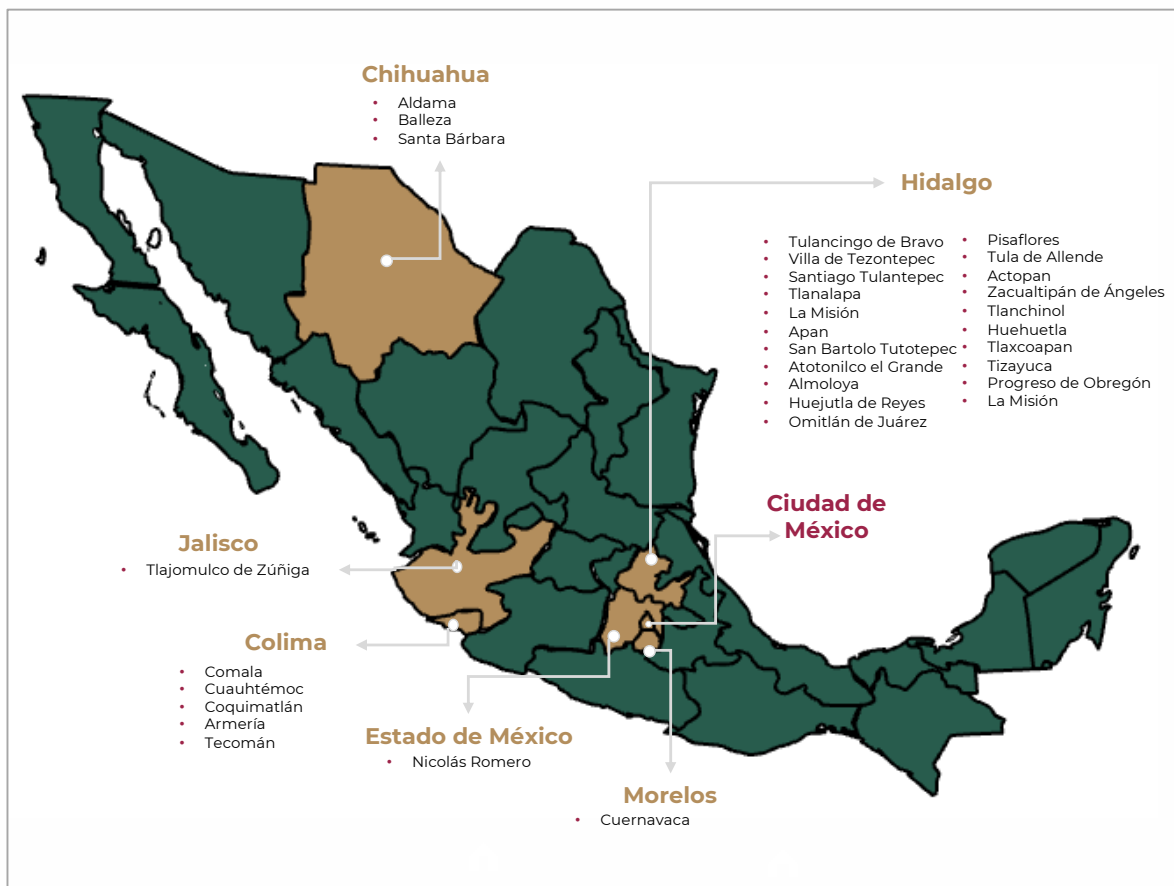 Chihuahua
• Aldama
• Balleza
• Santa Bárbara
Hidalgo
• Tulancingo de Bravo
• Villa de Tezontepec
• Santiago Tulantepec
• Tlanalapa
• La Misión
• Apan
• San Bartolo Tutotepec
• Atotonilco el Grande
• Almoloya
• Huejutla de Reyes
• Omitlán de Juárez
• Pisaflores
• Tula de Allende
• Actopan
• Zacualtipán de Ángeles
• Tlanchinol
• Huehuetla
• Tlaxcoapan
• Tizayuca
• Progreso de Obregón
• La Misión
Ciudad de
México
Jalisco
• Tlajomulco de Zúñiga
Colima
• Comala
• Cuauhtémoc
• Coquimatlán
• Armería
• Tecomán
Estado de México
• Nicolás Romero
Morelos
• Cuernavaca